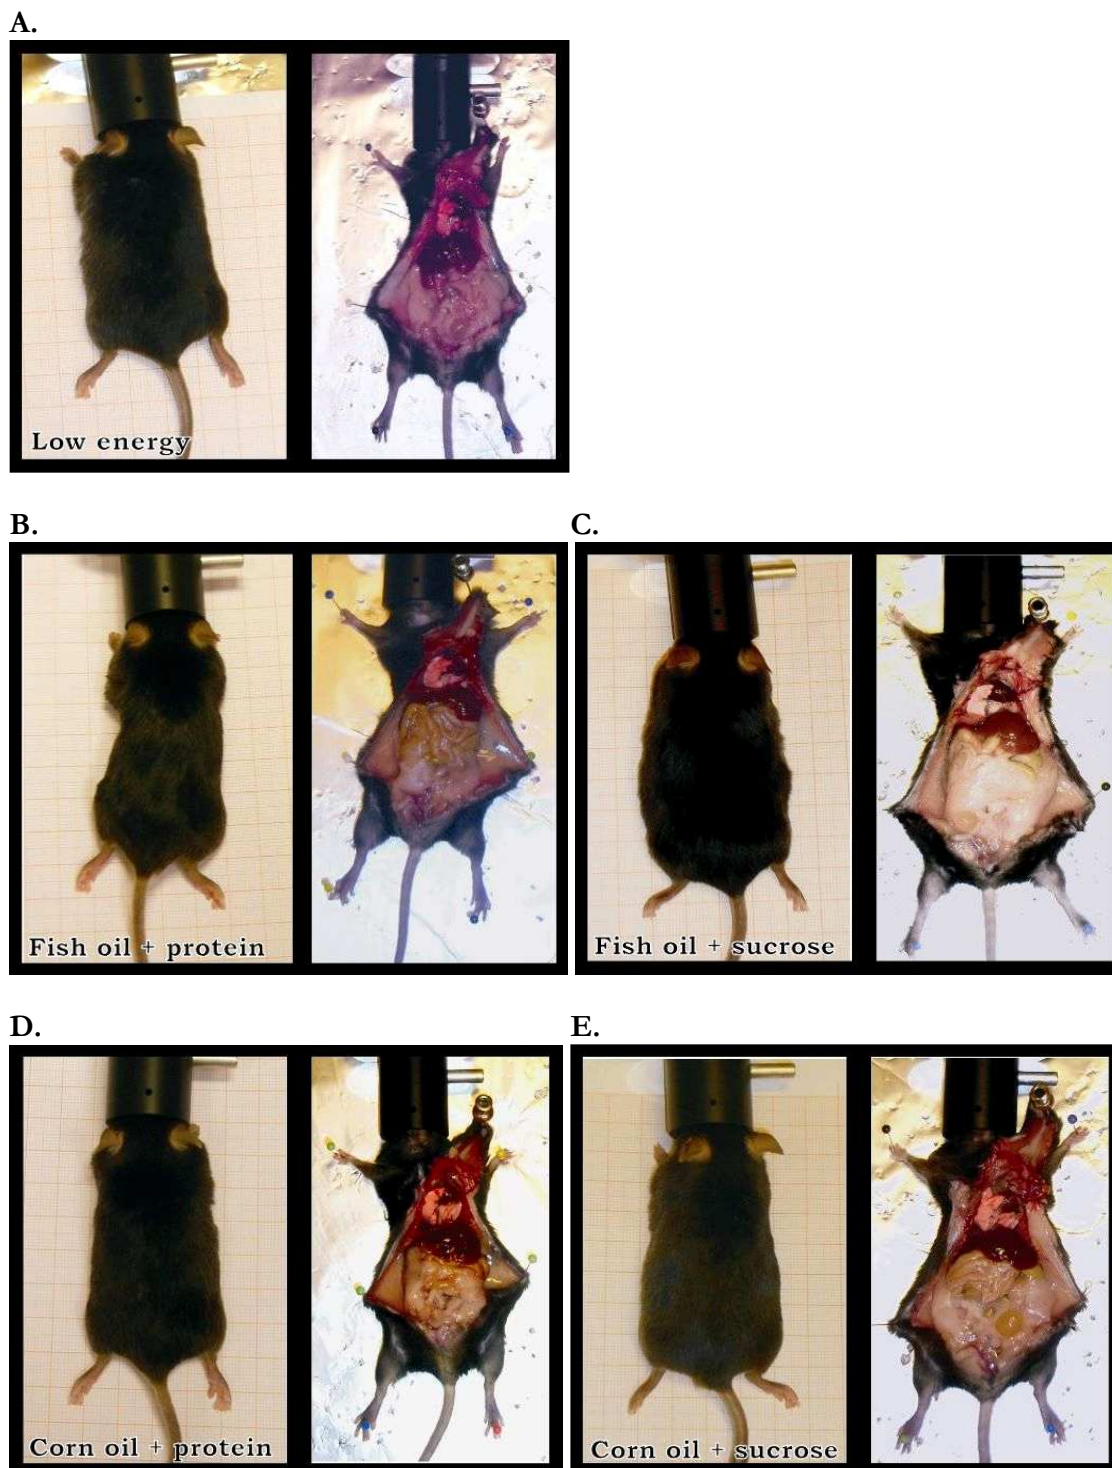 A.
Low energy
B.
C.
Fish oil + protein
Fish oil + sucrose
D.
E.
Corn oil + protein
Corn oil + sucrose